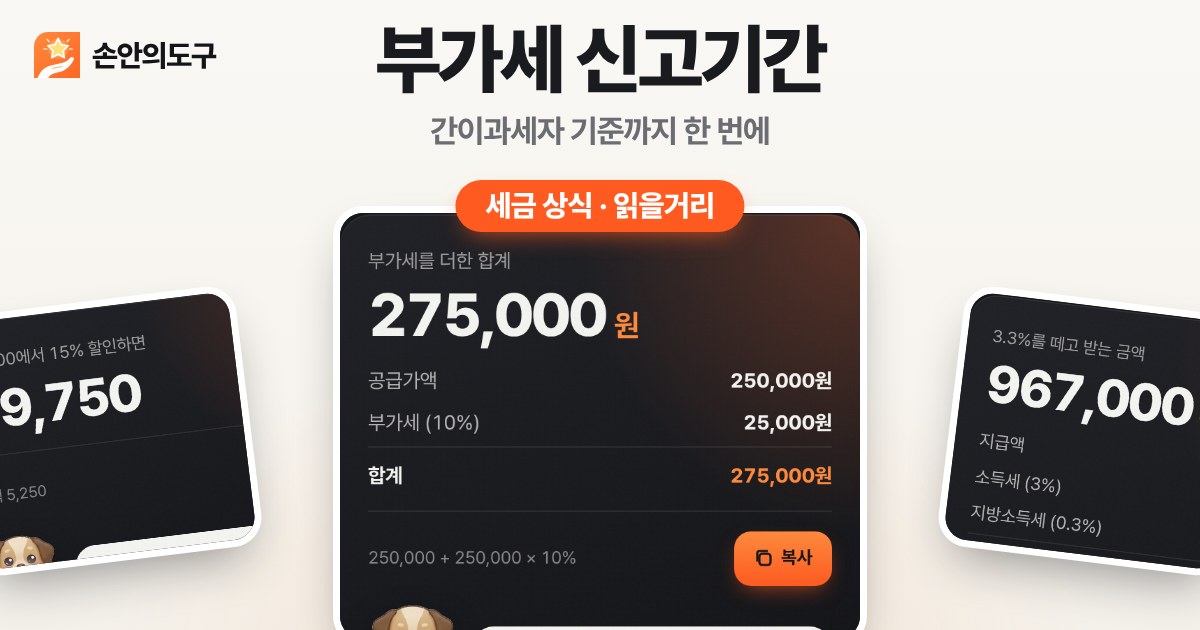 손안의도구
부가세 신고기간
간이과세자 기준까지 한 번에
세금 상식 · 읽을거리
00에서 15% 할인하면
9,750
5,250
부가세를 더한 합계
275,000 원
공급가액 250,000원
부가세 (10%) 25,000원
합계 275,000원
250,000 + 250,000 × 10%
복사
3.3%를 떼고 받는 금액
967,000
지급액
소득세 (3%)
지방소득세 (0.3%)